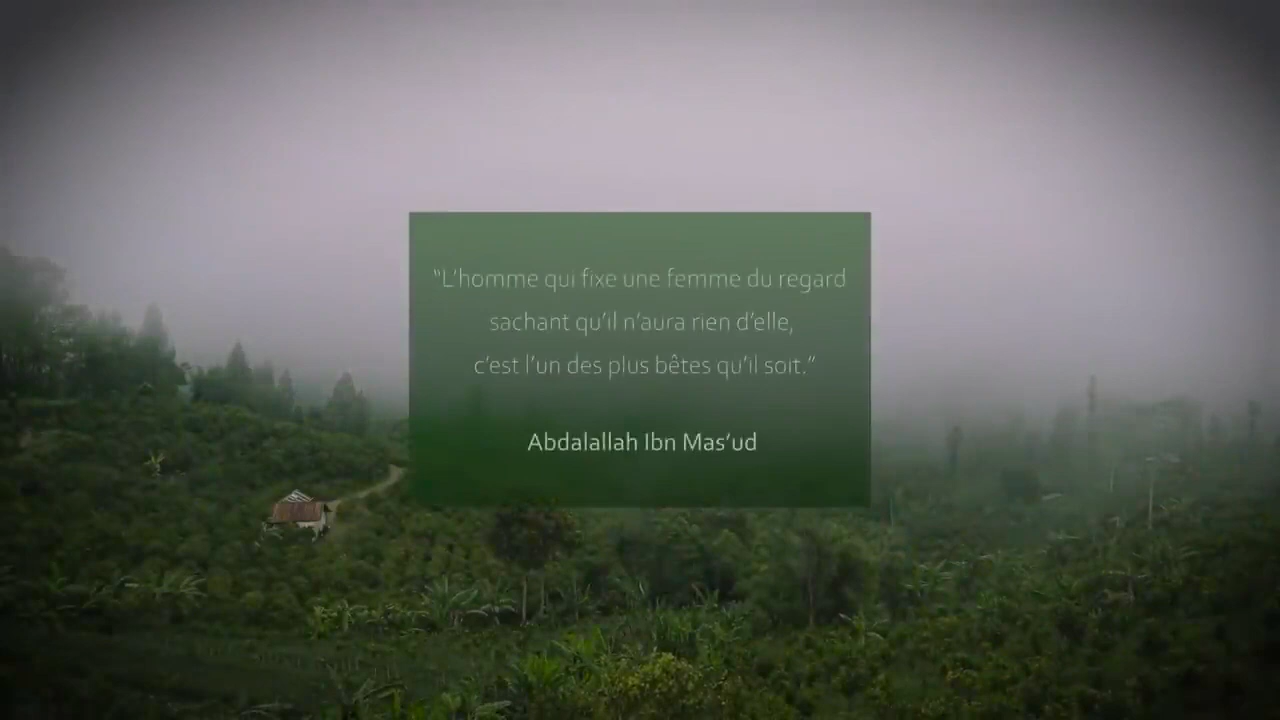 “L’homme qui fixe une femme du regard
sachant qu’il n’aura rien d’elle,
c’est l’un des plus bêtes qu’il soit.”
Abdalallah Ibn Mas’ud